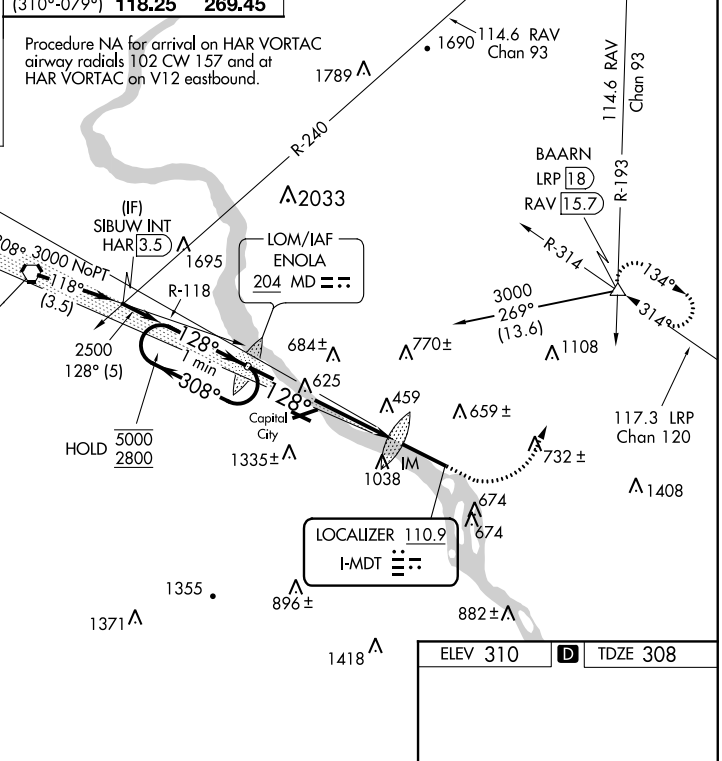 (310°-079°) 118.25 269.45
Procedure NA for arrival on HAR VORTAC
airway radials 102 CW 157 and at
HAR VORTAC on V12 eastbound.
1690
114.6 RAV
Chan 93
1789
R-240
114.6 RAV
Chan 93
R-193
BAARN
LRP 18
RAV 15.7
2033
(IF)
SIBUW INT
HAR 3.5
1695
LOM/IAF
ENOLA
204 MD
R-314
134°
314°
3000
269°
(13.6)
3000 NoPT
118°
(3.5)
R-118
2500
128° (5)
128°
1 min
308°
128°
684±
770±
1108
625
459
659±
Capital
City
117.3 LRP
Chan 120
HOLD 5000
2800
1335±
1038
IM
732±
1408
674
674
LOCALIZER 110.9
I-MDT
1355
896±
1371
882±
1418
ELEV 310 D TDZE 308